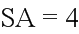 SA = 4